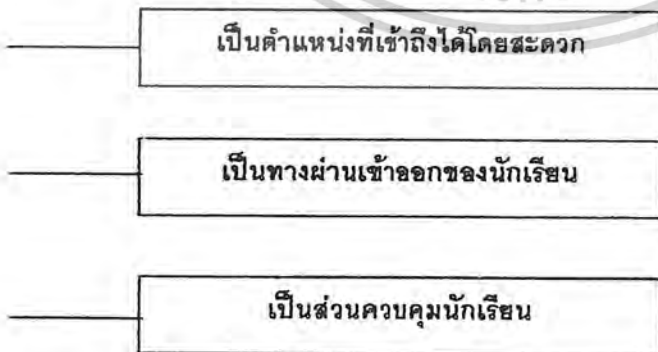 เป็นตำแหน่งที่เข้าถึงได้โดยสะดวก
เป็นทางผ่านเข้าออกของนักเรียน
เป็นส่วนควบคุมนักเรียน